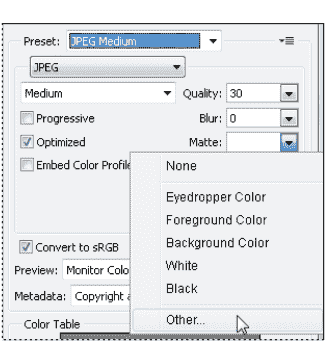 Preset: JPEG Medium
JPEG
Medium Quality: 30
Progressive Blur: 0
Optimized Matte:
Embed Color Profile
None
Eyedropper Color
Foreground Color
Background Color
White
Black
Other...
Convert to sRGB
Preview: Monitor Colo
Metadata: Copyright a
Color Table